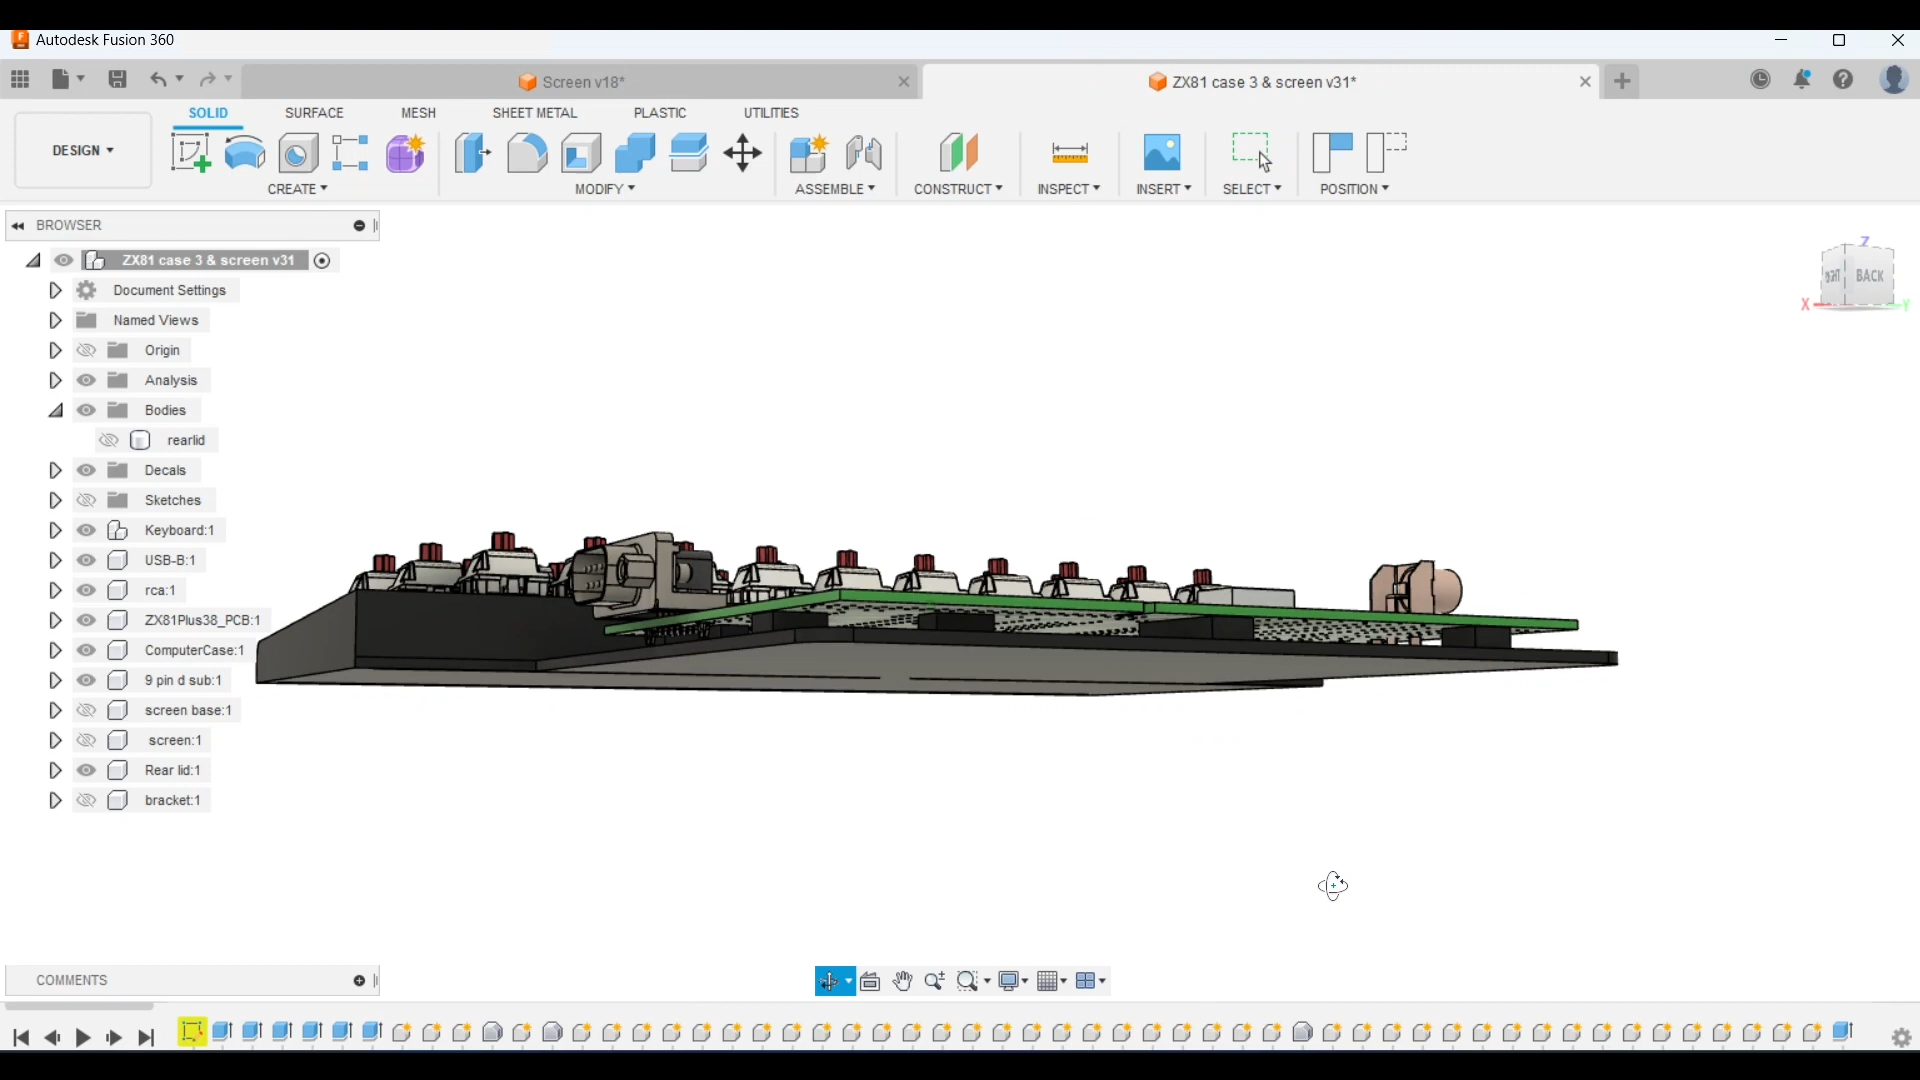 Autodesk Fusion 360
Screen v18*
ZX81 case 3 & screen v31*
SOLID SURFACE MESH SHEET METAL PLASTIC UTILITIES
DESIGN
CREATE MODIFY ASSEMBLE CONSTRUCT INSPECT INSERT SELECT POSITION
BROWSER
ZX81 case 3 & screen v31
Document Settings
Named Views
Origin
Analysis
Bodies
rearlid
Decals
Sketches
Keyboard:1
USB-B:1
rca:1
ZX81Plus38_PCB:1
ComputerCase:1
9 pin d sub:1
screen base:1
screen:1
Rear lid:1
bracket:1
Z
RIGHT BACK
X Y
COMMENTS